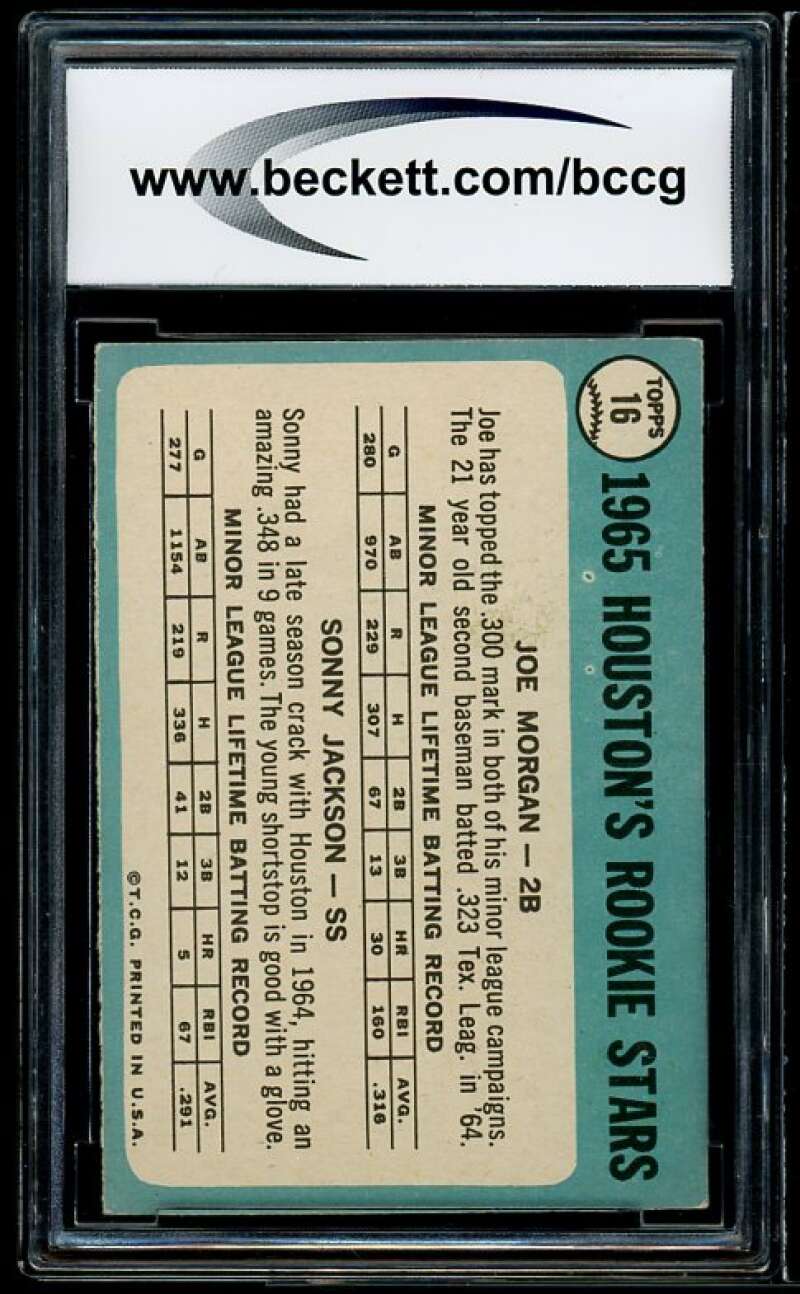 www.beckett.com/bccg
TOPPS
16
1965 HOUSTON'S ROOKIE STARS
JOE MORGAN — 2B
Joe has topped the .300 mark in both of his minor league campaigns.
The 21 year old second baseman batted .323 Tex. Leag. in '64.
MINOR LEAGUE LIFETIME BATTING RECORD
G AB R H 2B 3B HR RBI AVG.
280 970 229 307 67 13 30 160 .316
SONNY JACKSON — SS
Sonny had a late season crack with Houston in 1964, hitting an
amazing .348 in 9 games. The young shortstop is good with a glove.
MINOR LEAGUE LIFETIME BATTING RECORD
G AB R H 2B 3B HR RBI AVG.
277 1154 219 336 41 12 5 67 .291
©T.C.G. PRINTED IN U.S.A.